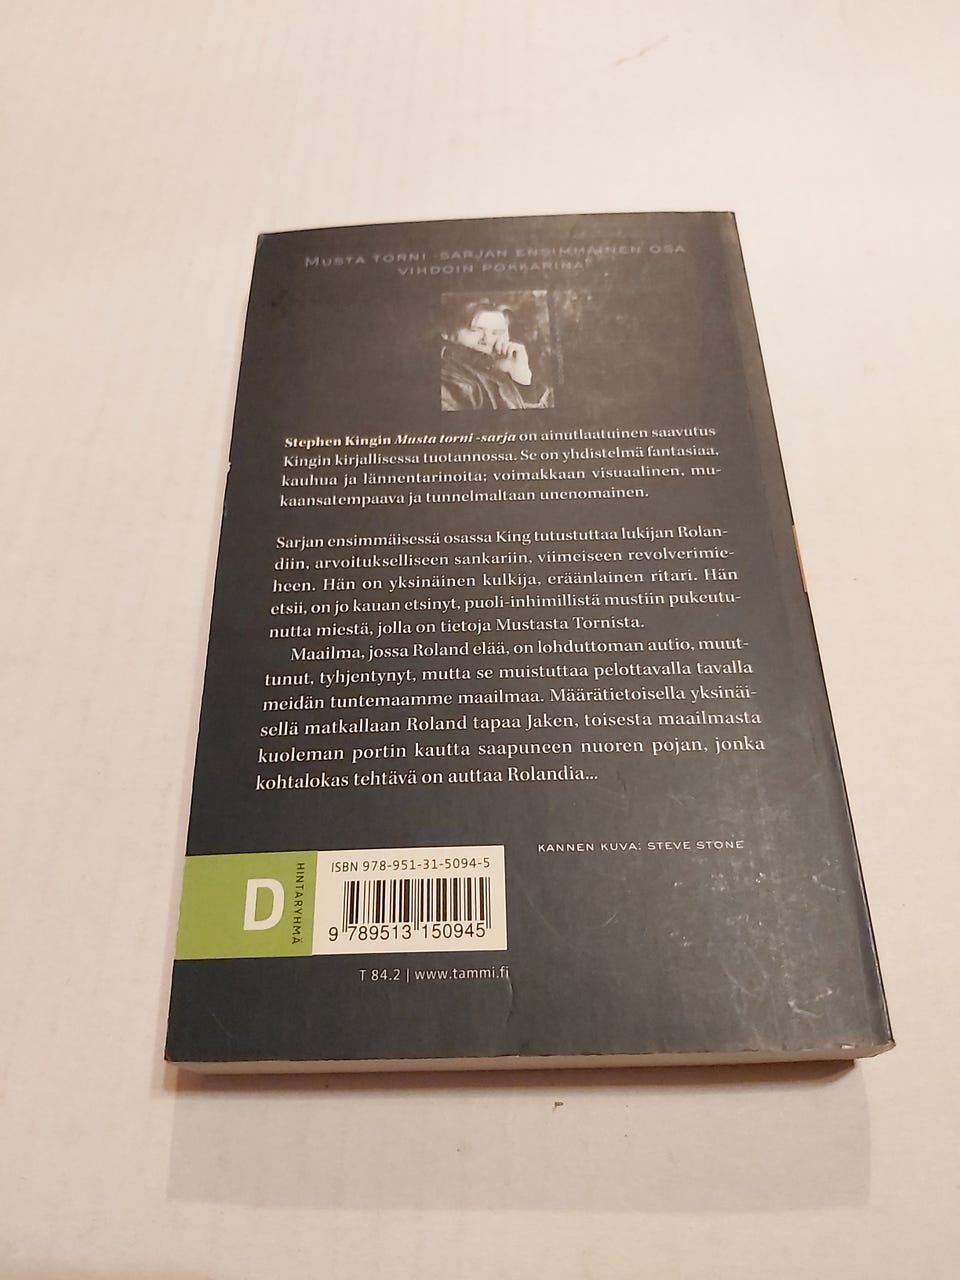 MUSTA TORNI -SARJAN ENSIMMÄINEN OSA
VIHDOIN POKKARINA!
Stephen Kingin Musta torni -sarja on ainutlaatuinen saavutus
Kingin kirjallisessa tuotannossa. Se on yhdistelmä fantasiaa,
kauhua ja lännentarinoita; voimakkaan visuaalinen, mu-
kaansatempaava ja tunnelmaltaan unenomainen.
Sarjan ensimmäisessä osassa King tutustuttaa lukijan Rolan-
diin, arvoitukselliseen sankariin, viimeiseen revolverimie-
heen. Hän on yksinäinen kulkija, eräänlainen ritari. Hän
etsii, on jo kauan etsinyt, puoli-inhimillistä mustiin pukeutu-
nutta miestä, jolla on tietoja Mustasta Tornista.
Maailma, jossa Roland elää, on lohduttoman autio, muut-
tunut, tyhjentynyt, mutta se muistuttaa pelottavalla tavalla
meidän tuntemaamme maailmaa. Määrätietoisella yksinäi-
sellä matkallaan Roland tapaa Jaken, toisesta maailmasta
kuoleman portin kautta saapuneen nuoren pojan, jonka
kohtalokas tehtävä on auttaa Rolandia...
KANNEN KUVA: STEVE STONE
D
HINTARYHMÄ
ISBN 978-951-31-5094-5
9 789513 150945
T 84.2 | www.tammi.fi